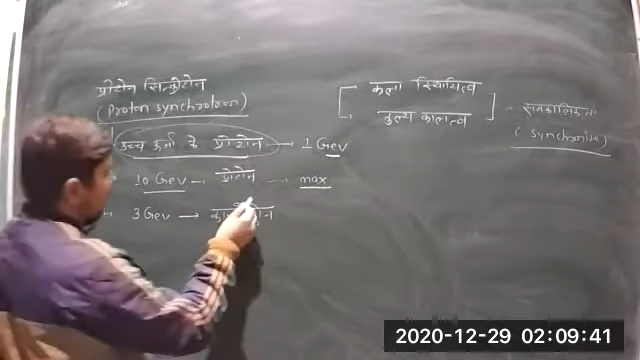 प्रोटोन सिन्क्रोटोन
(Proton synchrotron)
उच्च ऊर्जा के प्रोटोन → 1 Gev
10 Gev — प्रोटोन → max
3 Gev →
कला स्थायित्व
तुल्य कालत्व
समकालिकता
(synchronise)
2020-12-29 02:09:41